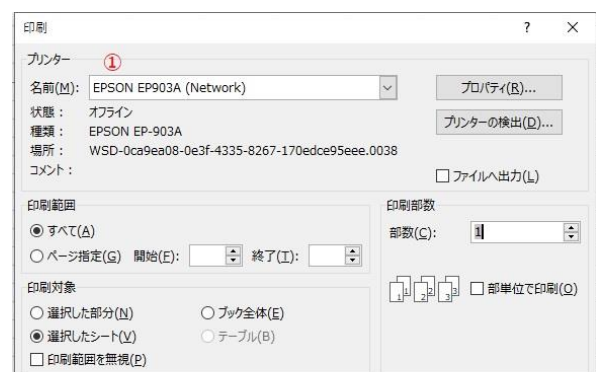 印刷
? ×
プリンター ①
名前(M): EPSON EP903A (Network) プロパティ(R)...
状態： オフライン
種類： EPSON EP-903A プリンターの検出(D)...
場所： WSD-0ca9ea08-0e3f-4335-8267-170edce95eee.0038
コメント： ファイルへ出力(L)
印刷範囲 印刷部数
すべて(A) 部数(C): 1
ページ指定(G) 開始(F): 終了(T):
印刷対象
選択した部分(N) ブック全体(E) 1 1 2 2 3 3 部単位で印刷(O)
選択したシート(V) テーブル(B)
印刷範囲を無視(P)